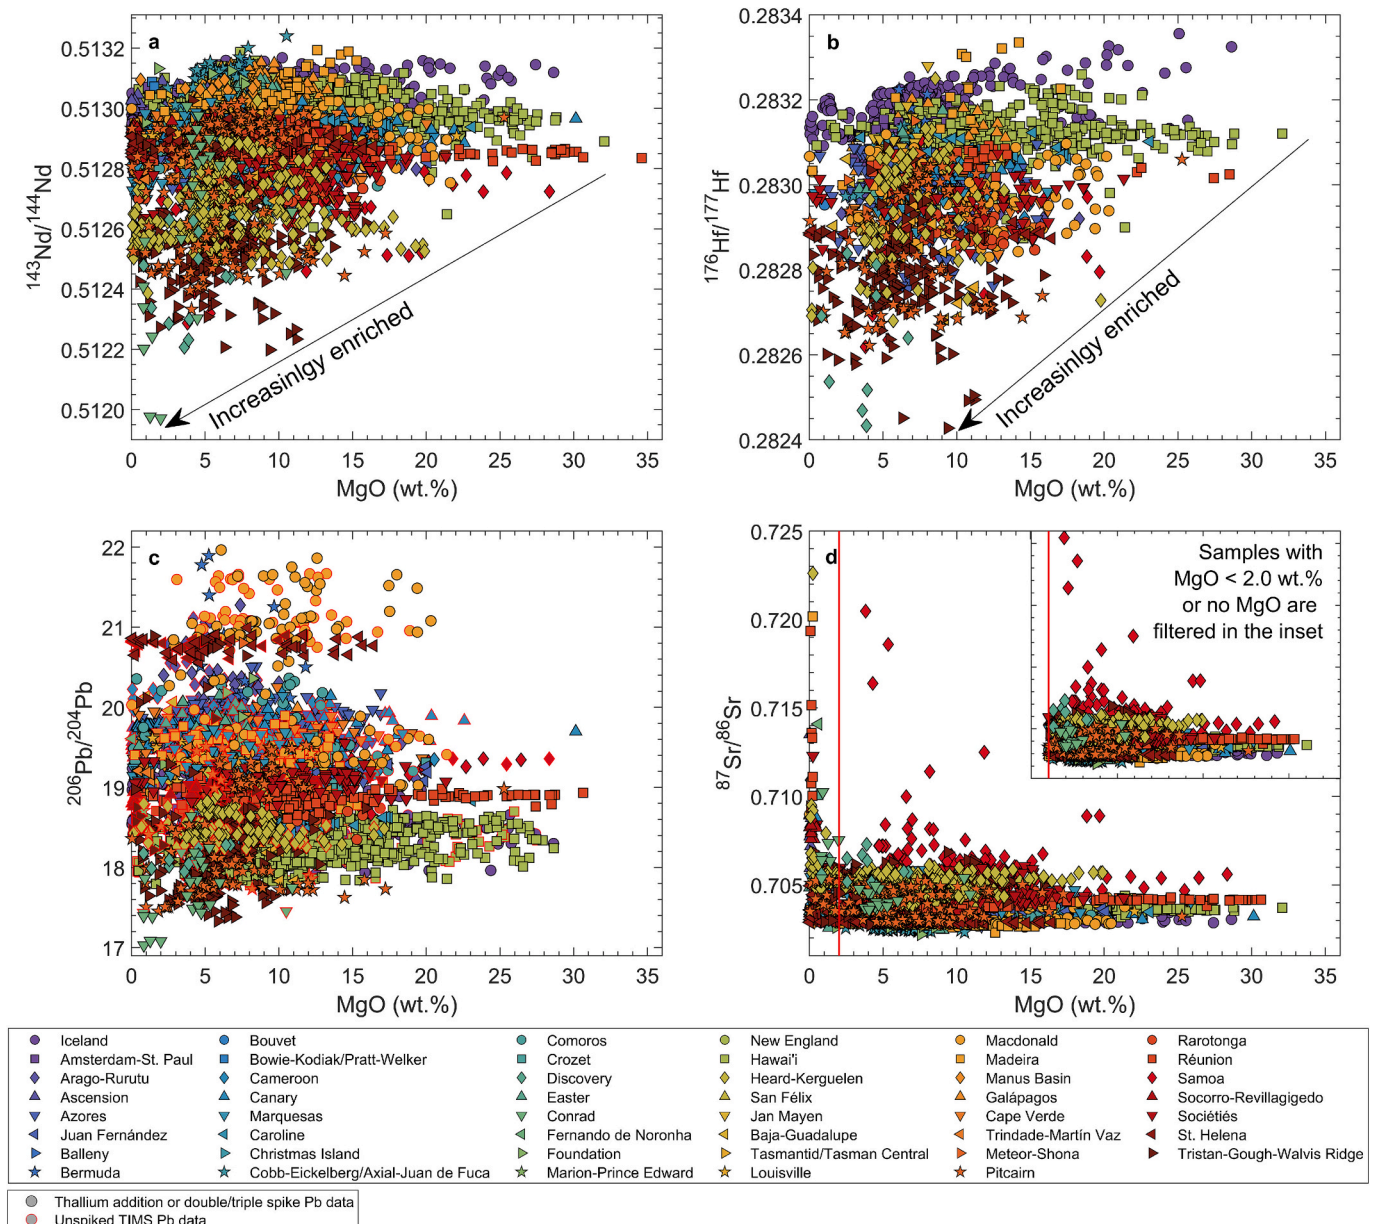 a
0.5132
0.5130
0.5128
0.5126
0.5124
0.5122
0.5120
143Nd/144Nd
Increasinlgy enriched
0 5 10 15 20 25 30 35
MgO (wt.%)
b
0.2834
0.2832
0.2830
0.2828
0.2826
0.2824
176Hf/177Hf
Increasinlgy enriched
0 5 10 15 20 25 30 35
MgO (wt.%)
c
22
21
20
19
18
17
206Pb/204Pb
0 5 10 15 20 25 30 35
MgO (wt.%)
d
0.725
0.720
0.715
0.710
0.705
87Sr/86Sr
Samples with
MgO < 2.0 wt.%
or no MgO are
filtered in the inset
0 5 10 15 20 25 30 35
MgO (wt.%)
Iceland Bouvet Comoros New England Macdonald Rarotonga
Amsterdam-St. Paul Bowie-Kodiak/Pratt-Welker Crozet Hawai'i Madeira Réunion
Arago-Rurutu Cameroon Discovery Heard-Kerguelen Manus Basin Samoa
Ascension Canary Easter San Félix Galápagos Socorro-Revillagigedo
Azores Marquesas Conrad Jan Mayen Cape Verde Sociétiés
Juan Fernández Caroline Fernando de Noronha Baja-Guadalupe Trindade-Martín Vaz St. Helena
Balleny Christmas Island Foundation Tasmantid/Tasman Central Meteor-Shona Tristan-Gough-Walvis Ridge
Bermuda Cobb-Eickelberg/Axial-Juan de Fuca Marion-Prince Edward Louisville Pitcairn
Thallium addition or double/triple spike Pb data
Unspiked TIMS Pb data